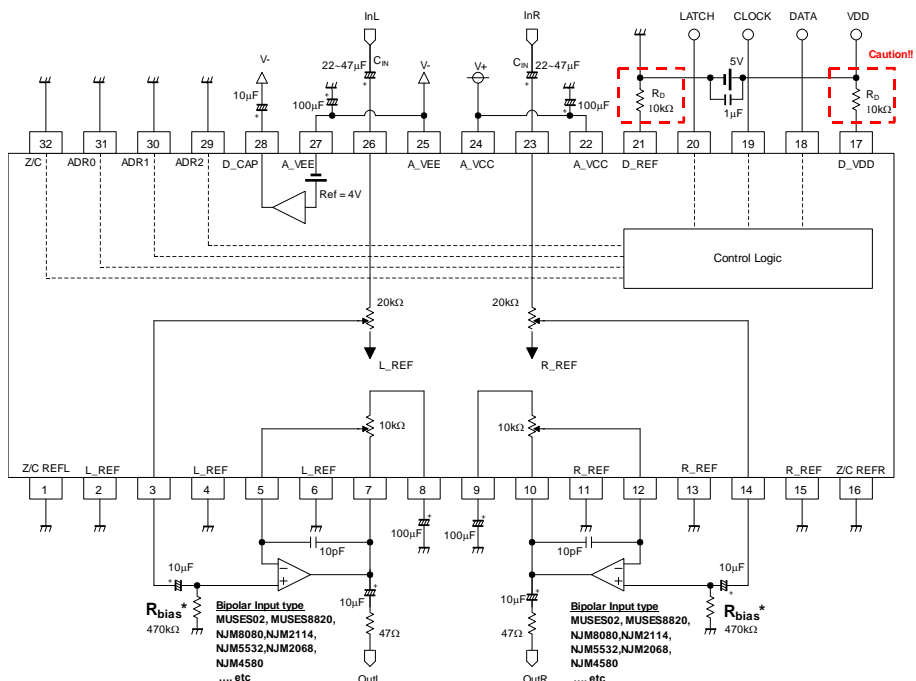 InL
InR
LATCH
CLOCK
DATA
VDD
Caution!!
V-
C_IN
22~47µF
V-
V+
C_IN
22~47µF
5V
10µF
100µF
100µF
R_D
10kΩ
1µF
R_D
10kΩ
32
31
30
29
28
27
26
25
24
23
22
21
20
19
18
17
Z/C
ADR0
ADR1
ADR2
D_CAP
A_VEE
A_VEE
A_VCC
A_VCC
D_REF
D_VDD
Ref = 4V
Control Logic
20kΩ
20kΩ
L_REF
R_REF
10kΩ
10kΩ
Z/C REFL
L_REF
L_REF
L_REF
R_REF
R_REF
R_REF
Z/C REFR
1
2
3
4
5
6
7
8
9
10
11
12
13
14
15
16
100µF
100µF
10pF
10pF
10µF
10µF
R_bias*
470kΩ
10µF
47Ω
OutL
Bipolar Input type
MUSES02, MUSES8820,
NJM8080,NJM2114,
NJM5532,NJM2068,
NJM4580
.... etc
10µF
47Ω
OutR
Bipolar Input type
MUSES02, MUSES8820,
NJM8080,NJM2114,
NJM5532,NJM2068,
NJM4580
.... etc
R_bias*
470kΩ